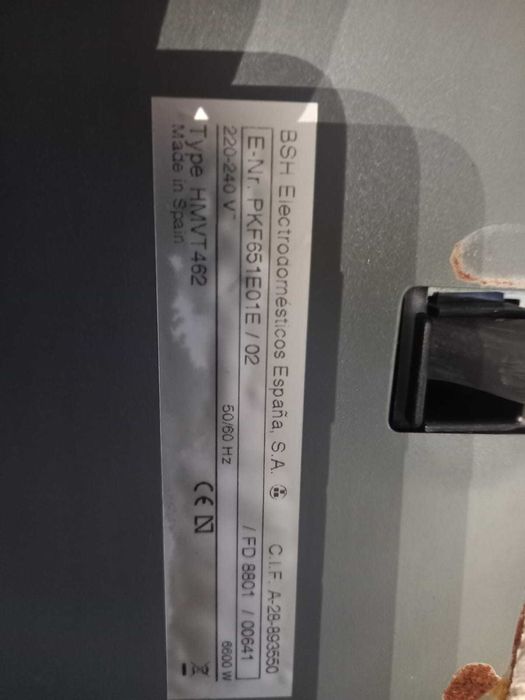 BSH Electrodomésticos España, S.A. C.I.F. A-28-893550
E-Nr. PKF651E01E / 02 / FD 8801 / 00641
220-240 V~ 50/60 Hz 6600 W
Type HMVT462 CE N
Made in Spain